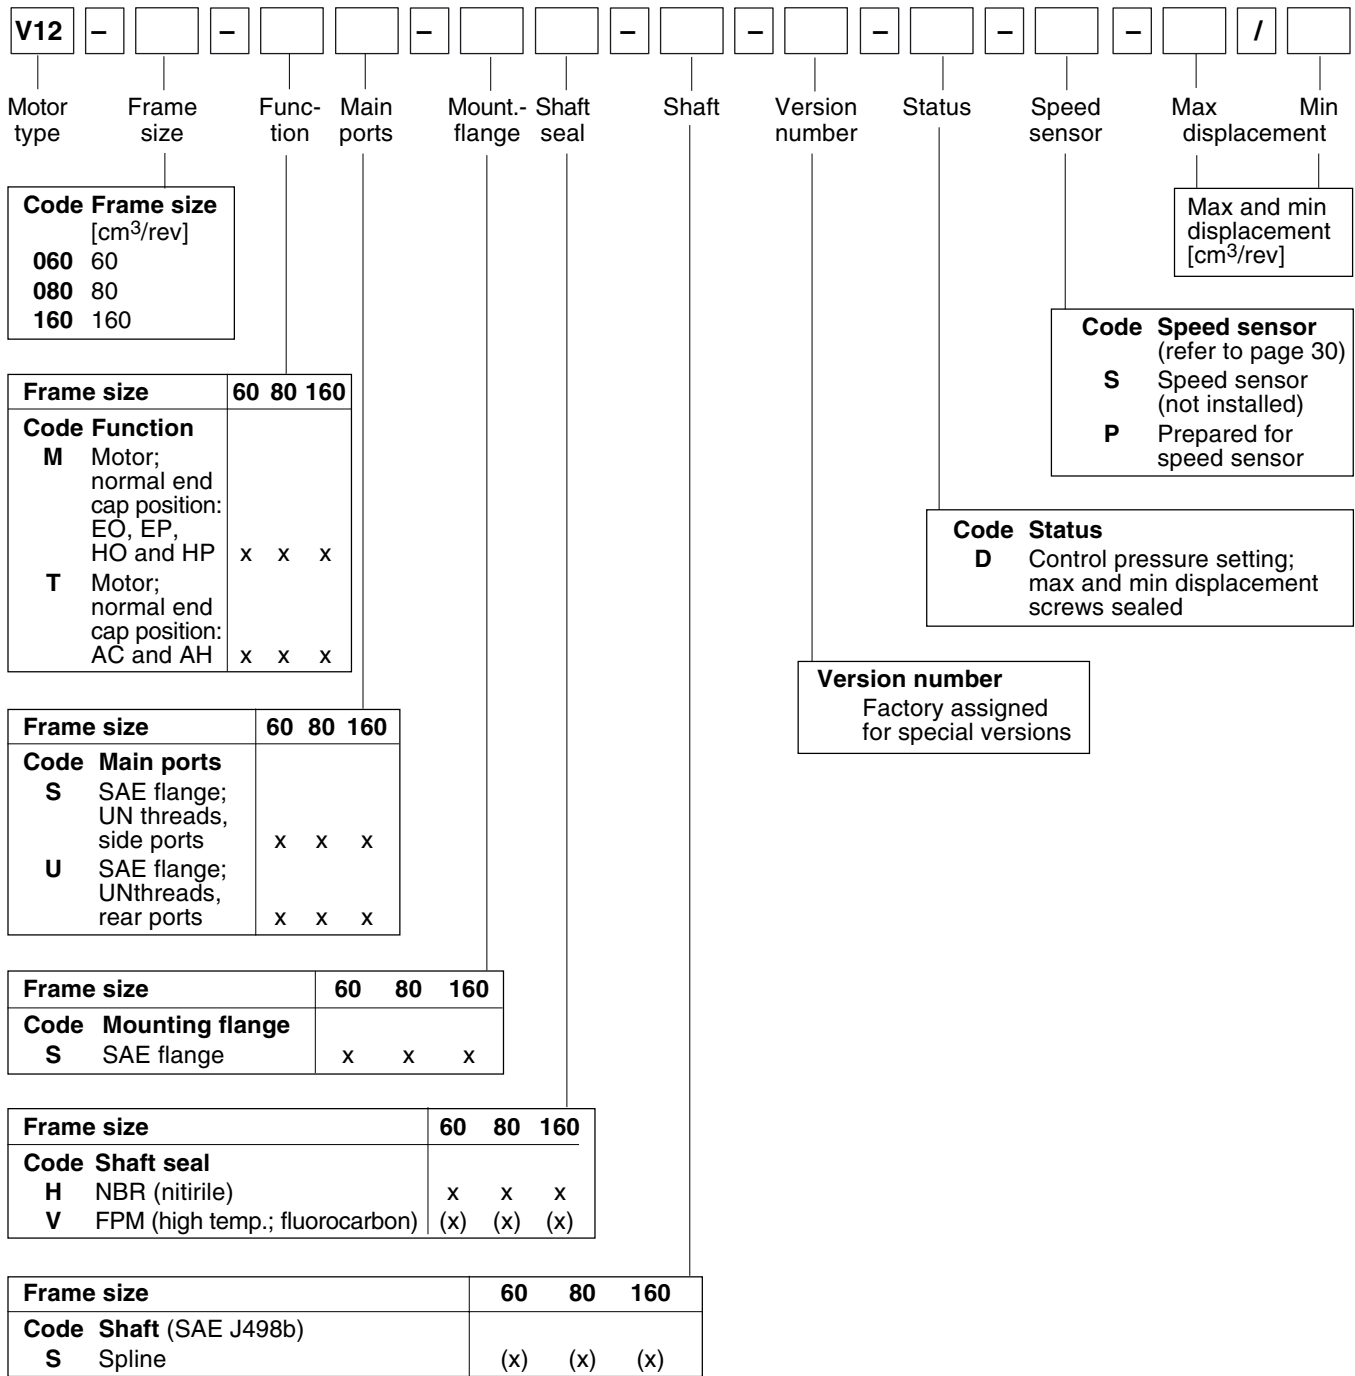 V12 – – – – – – – – /
Motor type
Frame size
Func-
tion
Main ports
Mount.-
flange
Shaft seal
Shaft
Version number
Status
Speed sensor
Max Min
displacement
Code Frame size
[cm3/rev]
060 60
080 80
160 160
Max and min
displacement
[cm3/rev]
Code Speed sensor
(refer to page 30)
S Speed sensor
(not installed)
P Prepared for
speed sensor
Frame size 60 80 160
Code Function
M Motor;
normal end
cap position:
EO, EP,
HO and HP x x x
T Motor;
normal end
cap position:
AC and AH x x x
Code Status
D Control pressure setting;
max and min displacement
screws sealed
Version number
Factory assigned
for special versions
Frame size 60 80 160
Code Main ports
S SAE flange;
UN threads,
side ports x x x
U SAE flange;
UNthreads,
rear ports x x x
Frame size 60 80 160
Code Mounting flange
S SAE flange x x x
Frame size 60 80 160
Code Shaft seal
H NBR (nitirile) x x x
V FPM (high temp.; fluorocarbon) (x) (x) (x)
Frame size 60 80 160
Code Shaft (SAE J498b)
S Spline (x) (x) (x)